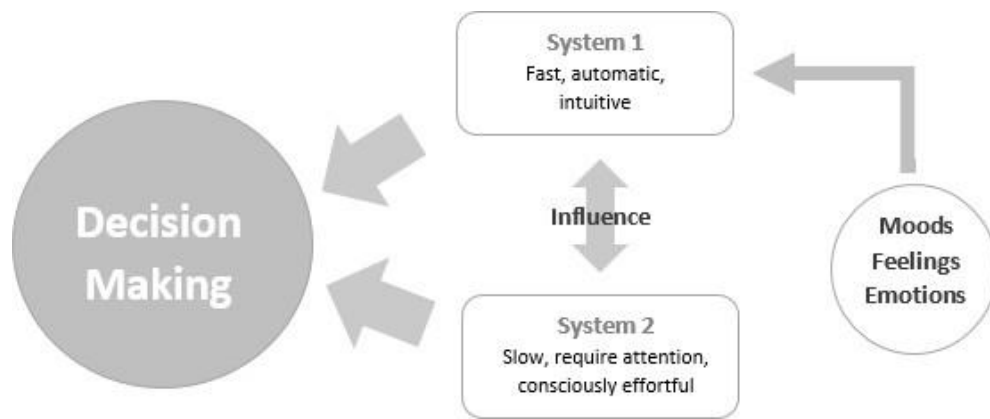 System 1
Fast, automatic,
intuitive
Decision
Making
Influence
Moods
Feelings
Emotions
System 2
Slow, require attention,
consciously effortful